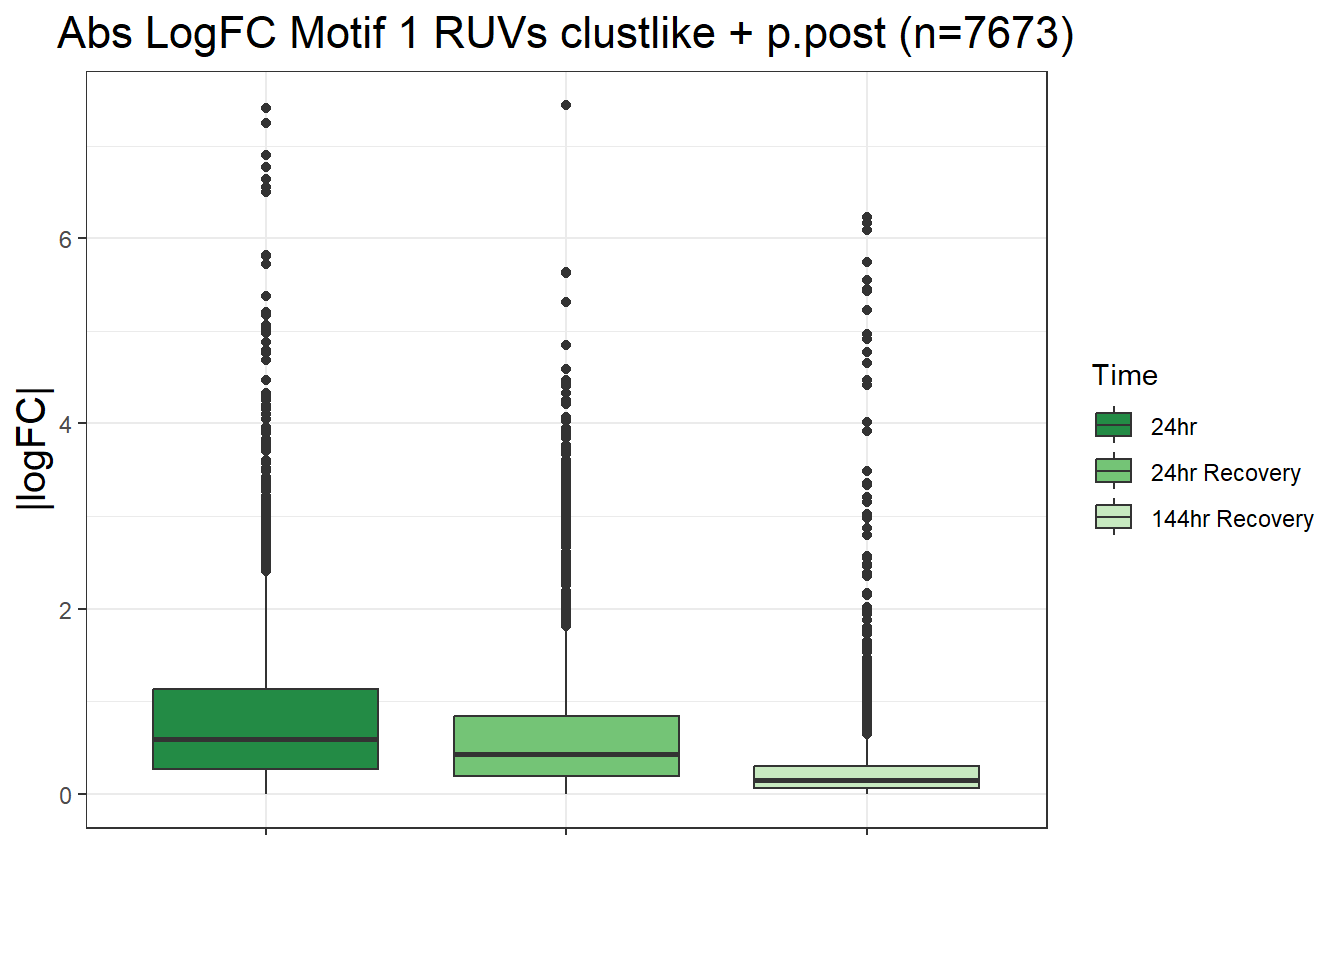 Abs LogFC Motif 1 RUVs clustlike + p.post (n=7673)
|logFC|
6
4
2
0
Time
24hr
24hr Recovery
144hr Recovery